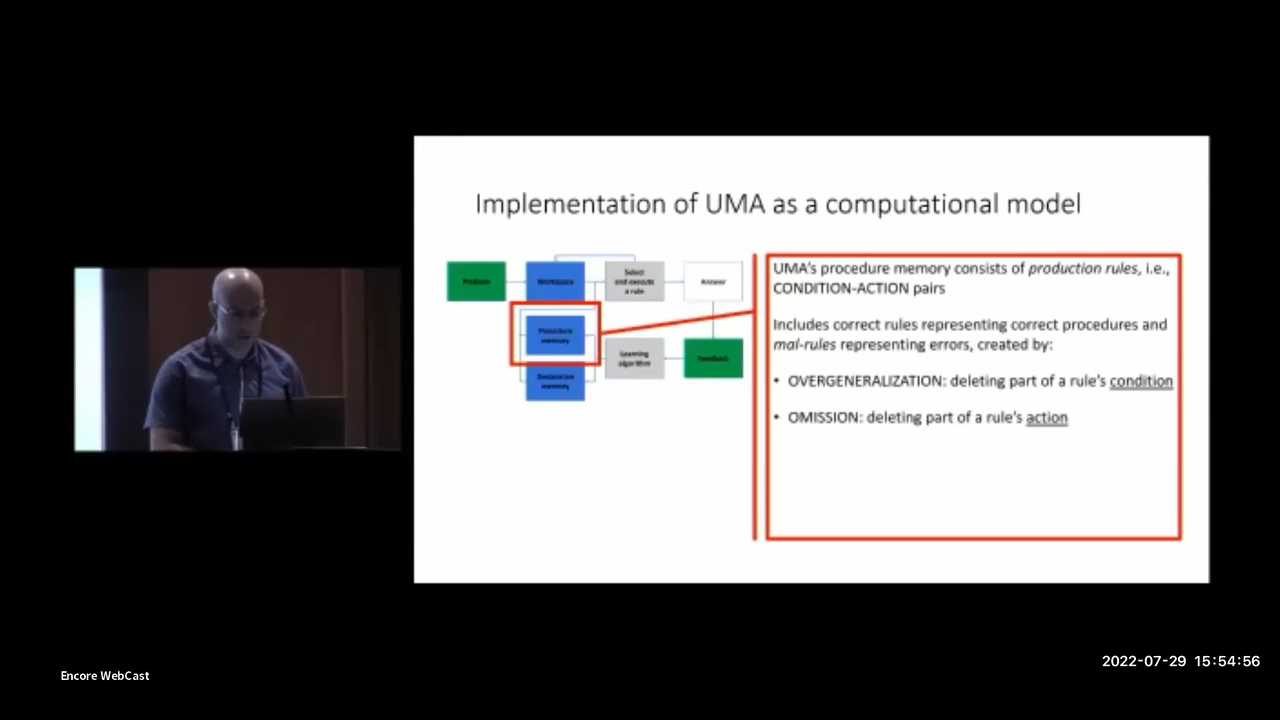 Implementation of UMA as a computational model
Problem
Workspace
Select
and execute
a rule
Answer
Procedure
memory
Learning
algorithm
Feedback
Declarative
memory
UMA's procedure memory consists of production rules, i.e.,
CONDITION-ACTION pairs
Includes correct rules representing correct procedures and
mal-rules representing errors, created by:
• OVERGENERALIZATION: deleting part of a rule's condition
• OMISSION: deleting part of a rule's action
2022-07-29 15:54:56
Encore WebCast